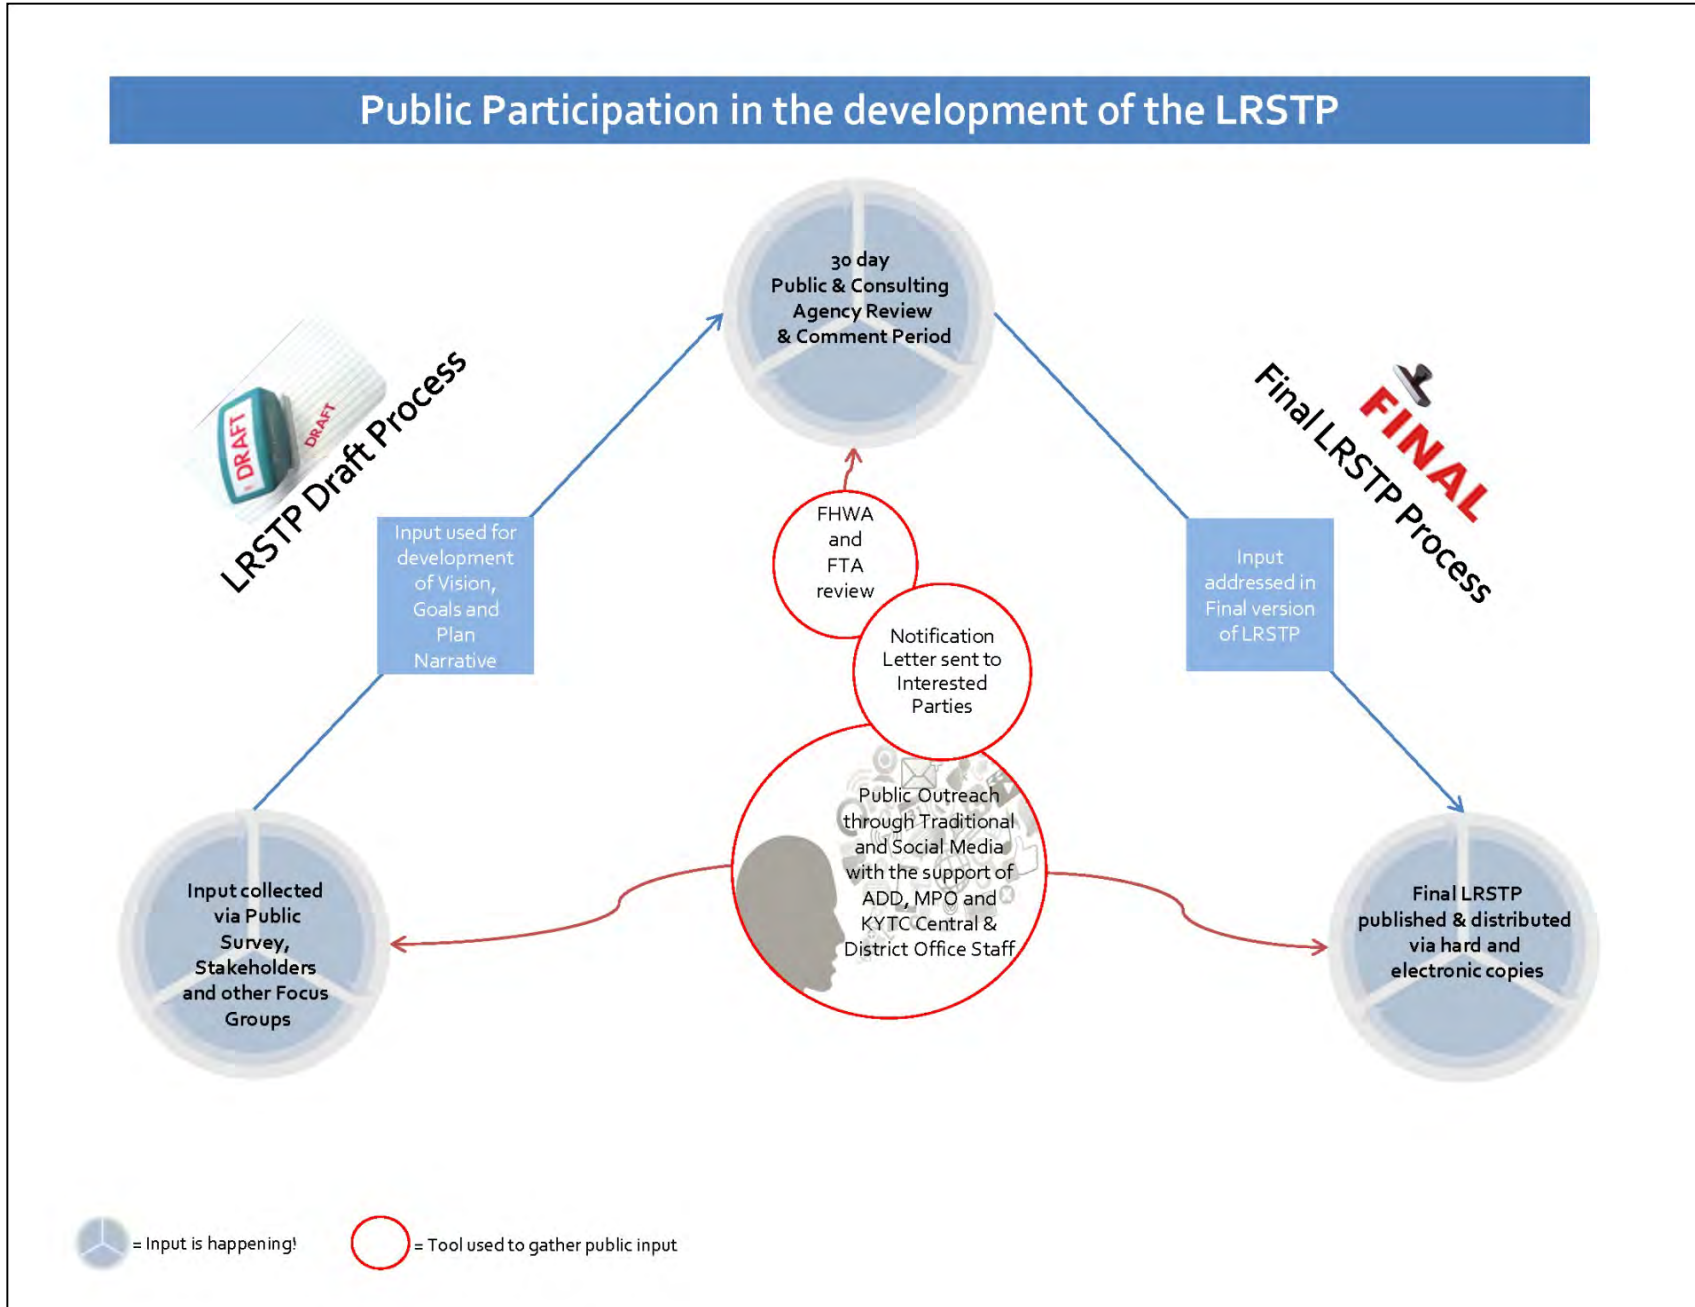 Public Participation in the development of the LRSTP
30 day
Public & Consulting
Agency Review
& Comment Period
DRAFT
DRAFT
LRSTP Draft Process
FINAL
Final LRSTP Process
Input used for
development
of Vision,
Goals and
Plan
Narrative
FHWA
and
FTA
review
Input
addressed in
Final version
of LRSTP
Notification
Letter sent to
Interested
Parties
Public Outreach
through Traditional
and Social Media
with the support of
ADD, MPO and
KYTC Central &
District Office Staff
Input collected
via Public
Survey,
Stakeholders
and other Focus
Groups
Final LRSTP
published & distributed
via hard and
electronic copies
= Input is happening!
= Tool used to gather public input